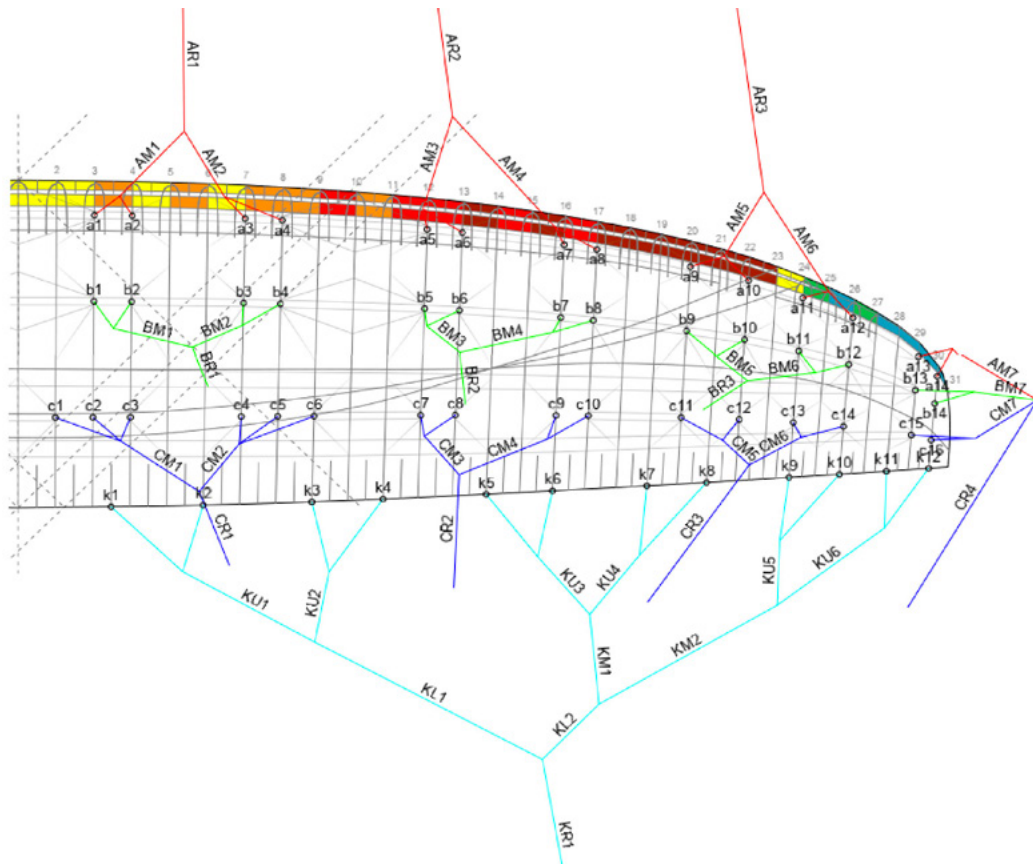 AR1
AR2
AR3
AM1
AM2
AM3
AM4
AM5
AM6
2 3 4 5 6 7 8 9 10 11 12 13 14 15 16 17 18 19 20 21 22 23 24 25 26 27 28 29 31
a1 a2 a3 a4 a5 a6 a7 a8 a9 a10 a11 a12 a13 a14
AM7
b1 b2 b3 b4 b5 b6 b7 b8 b9 b10 b11 b12 b13 b14
BM1 BM2 BM3 BM4 BM5 BM6 BM7
BR1 BR2 BR3
CM7
c1 c2 c3 c4 c5 c6 c7 c8 c9 c10 c11 c12 c13 c14 c15 c16
CM1 CM2 CM3 CM4 CM5 CM6
k1 k2 k3 k4 k5 k6 k7 k8 k9 k10 k11 k12
CR1 CR2 CR3 CR4
KU1 KU2 KU3 KU4 KU5 KU6
KM1 KM2
KL1 KL2
KR1